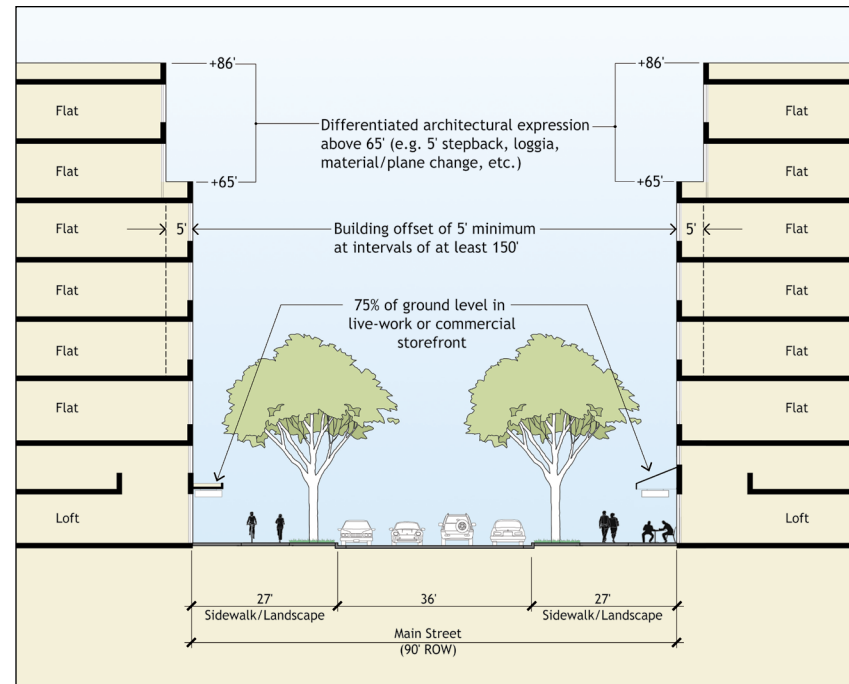 +86'
+86'
Flat
Flat
Differentiated architectural expression
above 65' (e.g. 5' stepback, loggia,
material/plane change, etc.)
Flat
Flat
+65'
+65'
Flat
5'
Building offset of 5' minimum
at intervals of at least 150'
5'
Flat
Flat
Flat
75% of ground level in
live-work or commercial
storefront
Flat
Flat
Flat
Flat
Loft
Loft
27'
36'
27'
Sidewalk/Landscape
Sidewalk/Landscape
Main Street
(90' ROW)